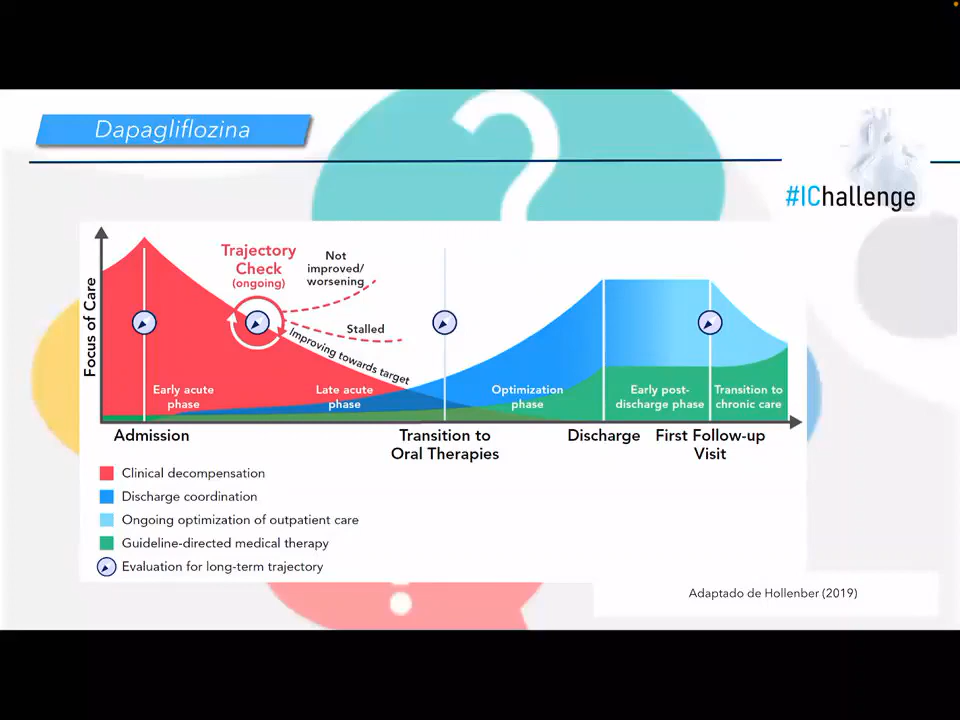 Dapagliflozina
#IChallenge
Focus of Care
Trajectory
Check
(ongoing)
Not
improved/
worsening
Stalled
Improving towards target
Early acute
phase
Late acute
phase
Optimization
phase
Early post-
discharge phase
Transition to
chronic care
Admission
Transition to
Oral Therapies
Discharge
First Follow-up
Visit
Clinical decompensation
Discharge coordination
Ongoing optimization of outpatient care
Guideline-directed medical therapy
Evaluation for long-term trajectory
Adaptado de Hollenber (2019)